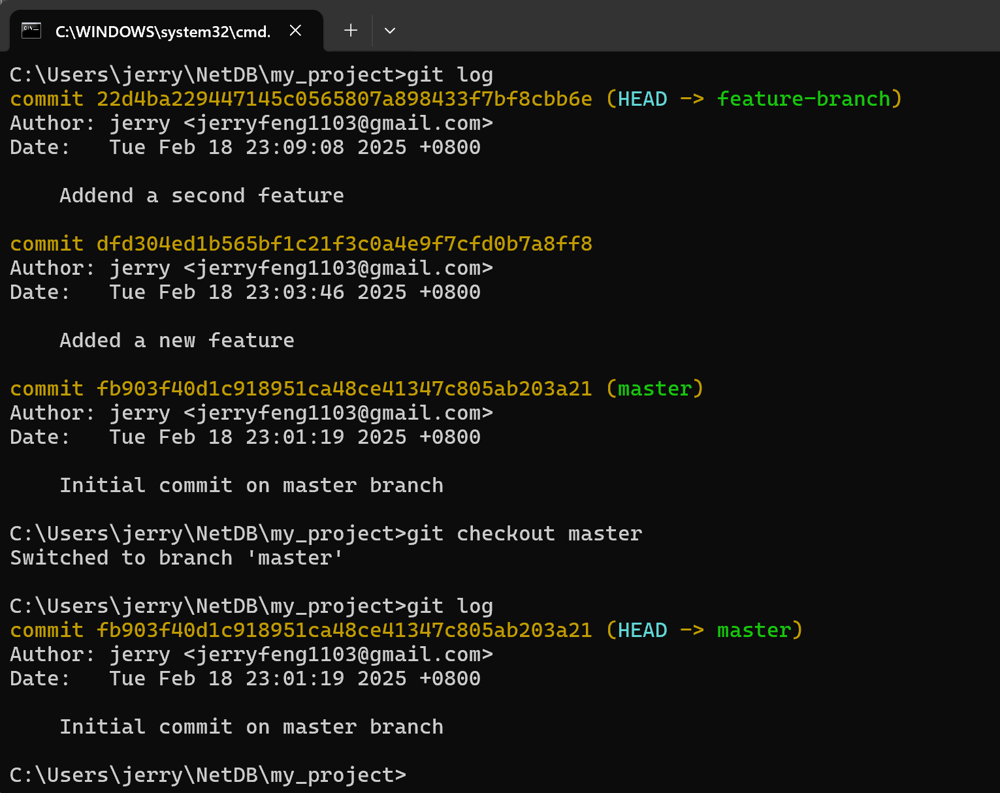 C:\WINDOWS\system32\cmd.
C:\Users\jerry\NetDB\my_project>git log
commit 22d4ba229447145c0565807a898433f7bf8cbb6e (HEAD -> feature-branch)
Author: jerry <jerryfeng1103@gmail.com>
Date:   Tue Feb 18 23:09:08 2025 +0800
    Addend a second feature
commit dfd304ed1b565bf1c21f3c0a4e9f7cfd0b7a8ff8
Author: jerry <jerryfeng1103@gmail.com>
Date:   Tue Feb 18 23:03:46 2025 +0800
    Added a new feature
commit fb903f40d1c918951ca48ce41347c805ab203a21 (master)
Author: jerry <jerryfeng1103@gmail.com>
Date:   Tue Feb 18 23:01:19 2025 +0800
    Initial commit on master branch
C:\Users\jerry\NetDB\my_project>git checkout master
Switched to branch 'master'
C:\Users\jerry\NetDB\my_project>git log
commit fb903f40d1c918951ca48ce41347c805ab203a21 (HEAD -> master)
Author: jerry <jerryfeng1103@gmail.com>
Date:   Tue Feb 18 23:01:19 2025 +0800
    Initial commit on master branch
C:\Users\jerry\NetDB\my_project>